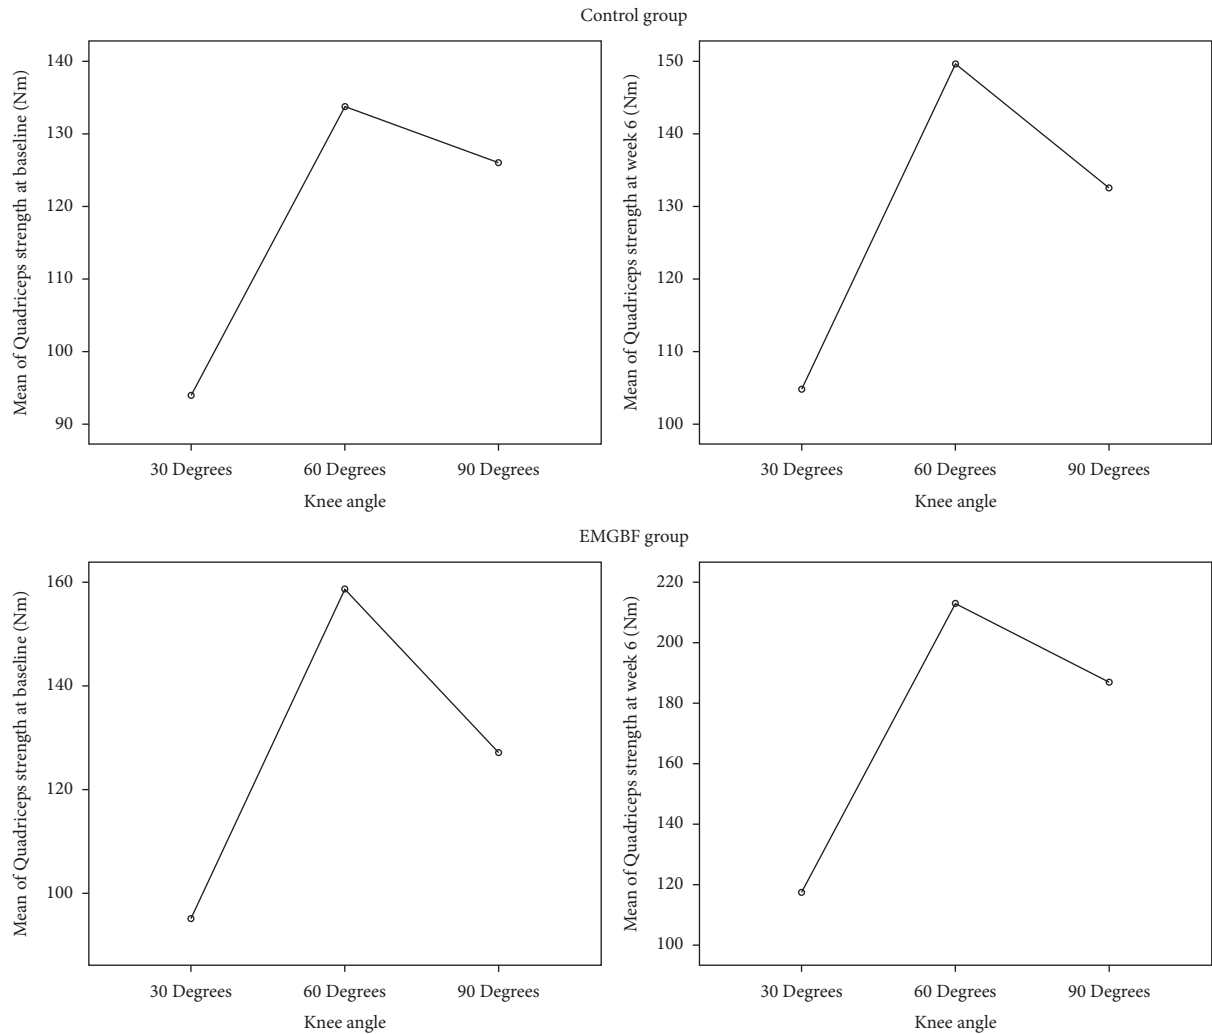 Control group
Mean of Quadriceps strength at baseline (Nm)
140
130
120
110
100
90
30 Degrees 60 Degrees 90 Degrees
Knee angle
Mean of Quadriceps strength at week 6 (Nm)
150
140
130
120
110
100
30 Degrees 60 Degrees 90 Degrees
Knee angle
EMGBF group
Mean of Quadriceps strength at baseline (Nm)
160
140
120
100
30 Degrees 60 Degrees 90 Degrees
Knee angle
Mean of Quadriceps strength at week 6 (Nm)
220
190
180
160
140
120
100
30 Degrees 60 Degrees 90 Degrees
Knee angle